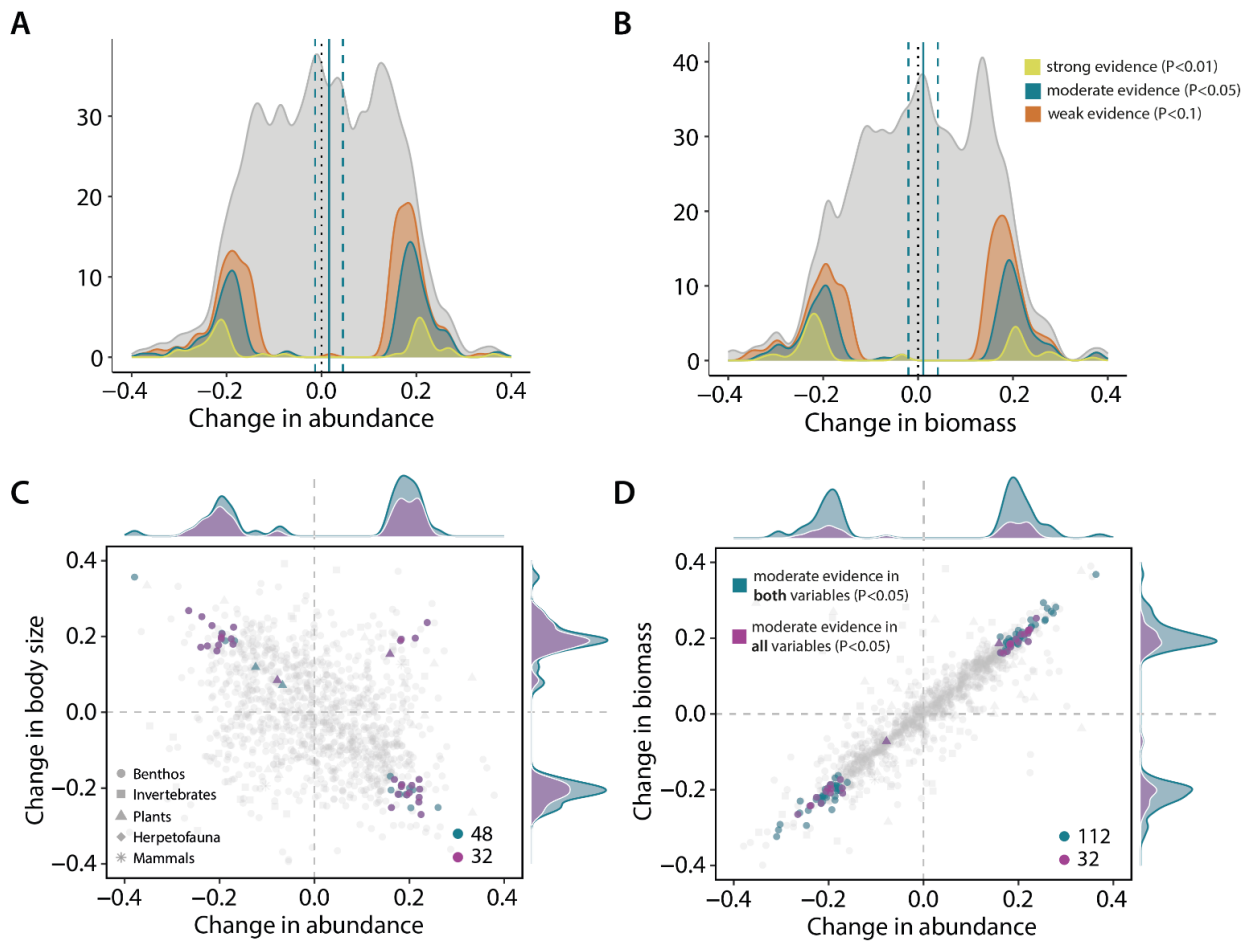 A
30
20
10
0
−0.4
−0.2
0.0
0.2
0.4
Change in abundance
B
40
30
20
10
0
−0.4
−0.2
0.0
0.2
0.4
Change in biomass
strong evidence (P<0.01)
moderate evidence (P<0.05)
weak evidence (P<0.1)
C
Change in body size
0.4
0.2
0.0
−0.2
−0.4
Benthos
Invertebrates
Plants
Herpetofauna
Mammals
48
32
−0.4
−0.2
0.0
0.2
0.4
Change in abundance
D
Change in biomass
0.4
0.2
0.0
−0.2
−0.4
moderate evidence in
both variables (P<0.05)
moderate evidence in
all variables (P<0.05)
112
32
−0.4
−0.2
0.0
0.2
0.4
Change in abundance